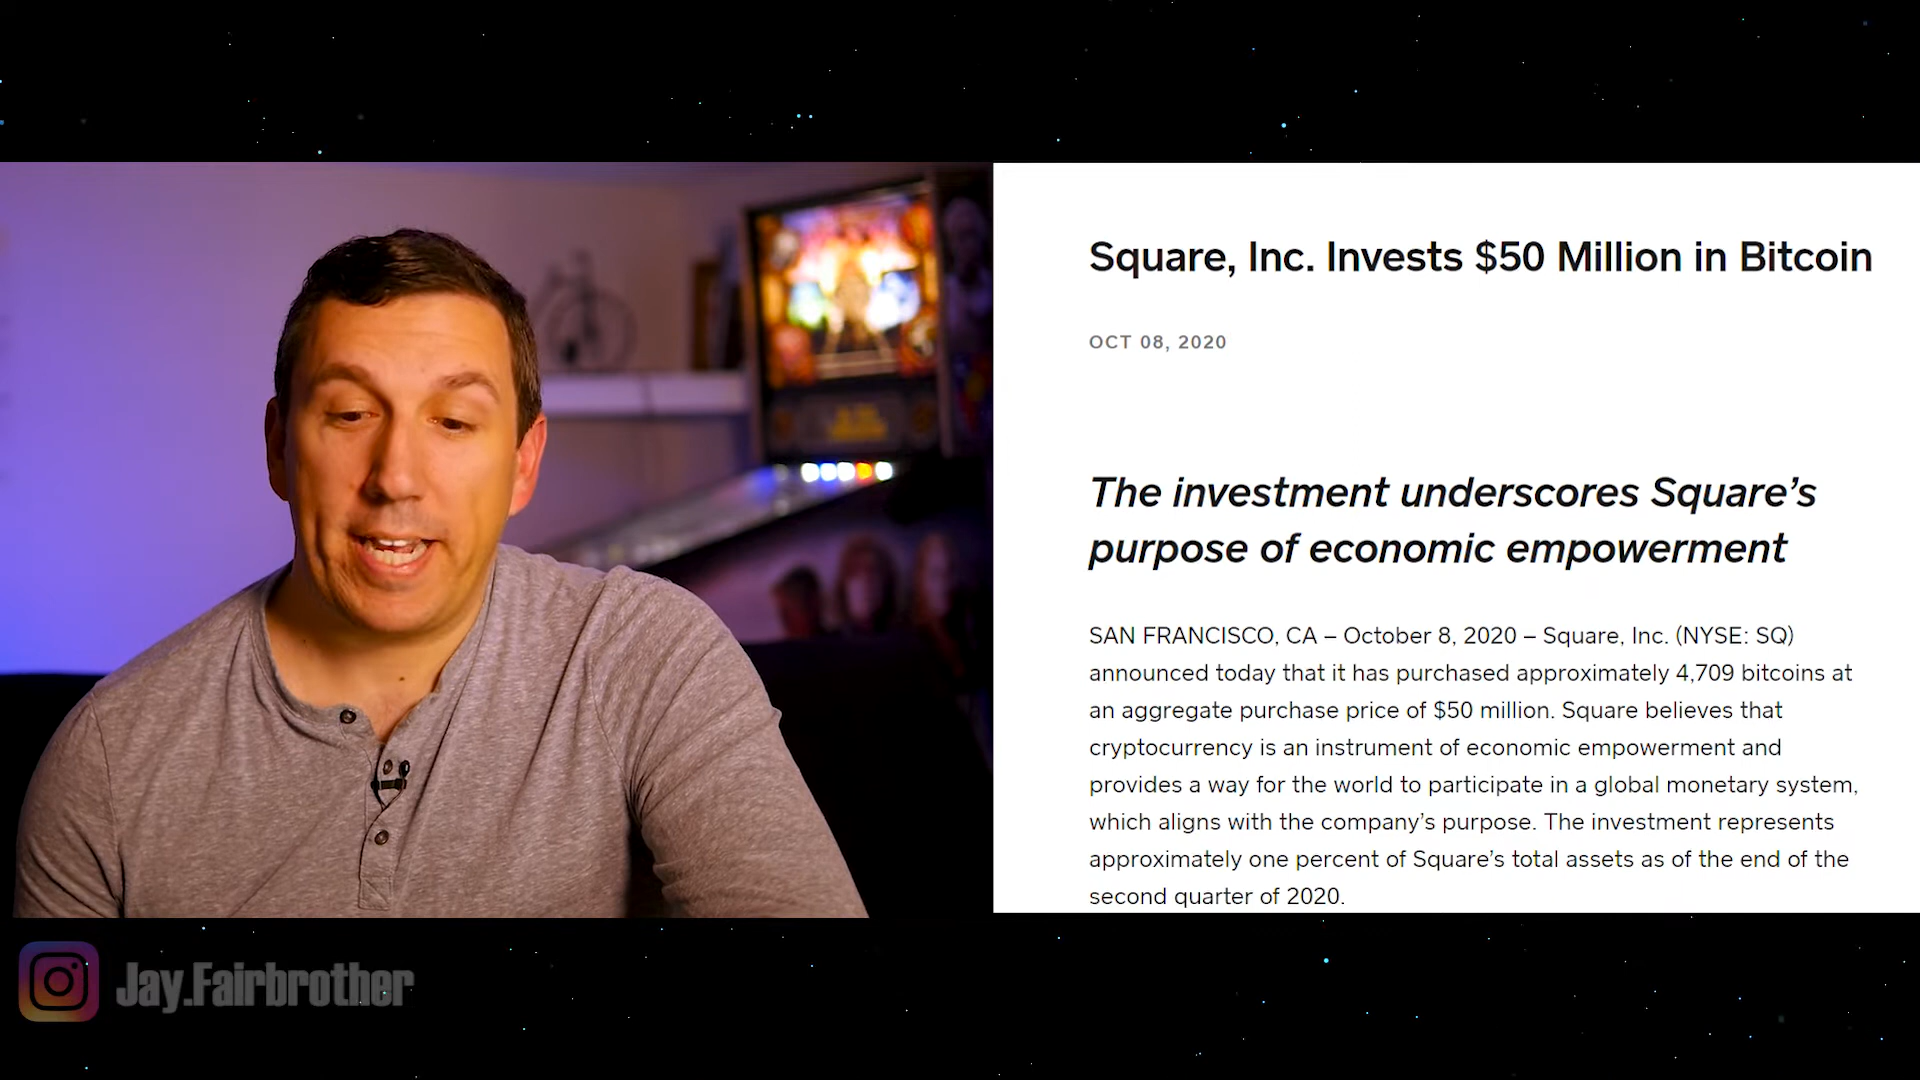 Square, Inc. Invests $50 Million in Bitcoin
OCT 08, 2020
The investment underscores Square’s
purpose of economic empowerment
SAN FRANCISCO, CA – October 8, 2020 – Square, Inc. (NYSE: SQ)
announced today that it has purchased approximately 4,709 bitcoins at
an aggregate purchase price of $50 million. Square believes that
cryptocurrency is an instrument of economic empowerment and
provides a way for the world to participate in a global monetary system,
which aligns with the company’s purpose. The investment represents
approximately one percent of Square’s total assets as of the end of the
second quarter of 2020.
Jay.Fairbrother